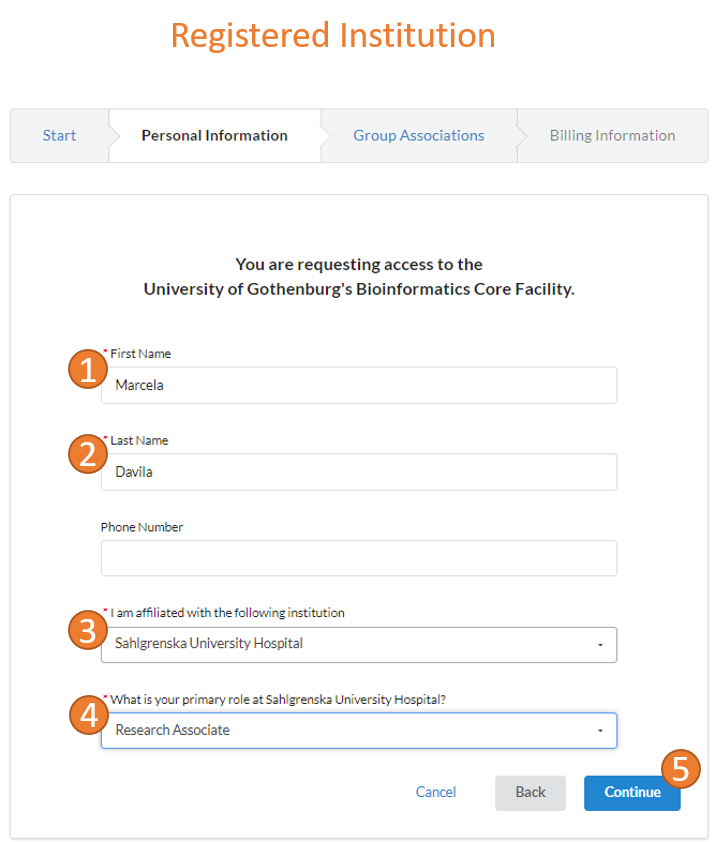 Registered Institution
Start
Personal Information
Group Associations
Billing Information
You are requesting access to the
University of Gothenburg's Bioinformatics Core Facility.
1
* First Name
Marcela
2
* Last Name
Davila
Phone Number
3
* I am affiliated with the following institution
Sahlgrenska University Hospital
4
* What is your primary role at Sahlgrenska University Hospital?
Research Associate
5
Cancel
Back
Continue